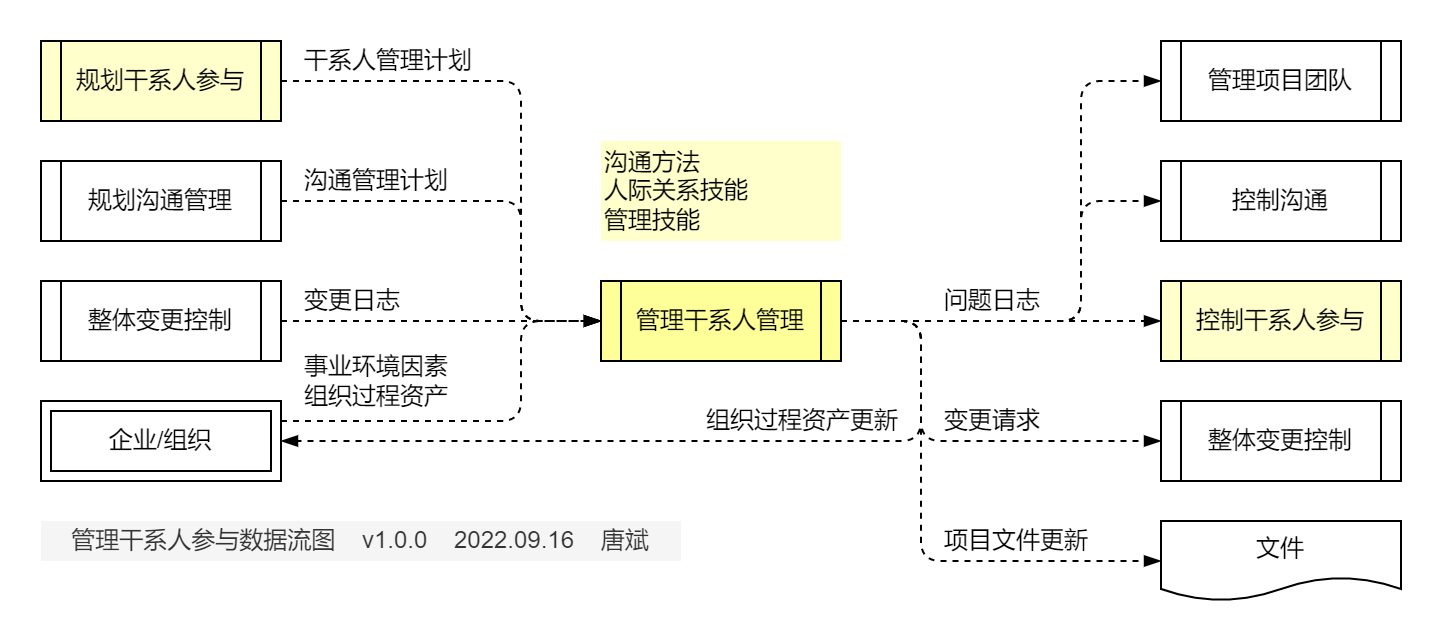 规划干系人参与
干系人管理计划
规划沟通管理
沟通管理计划
整体变更控制
变更日志
事业环境因素
组织过程资产
企业/组织
沟通方法
人际关系技能
管理技能
管理干系人管理
组织过程资产更新
问题日志
变更请求
项目文件更新
管理项目团队
控制沟通
控制干系人参与
整体变更控制
文件
管理干系人参与数据流图 v1.0.0 2022.09.16 唐斌